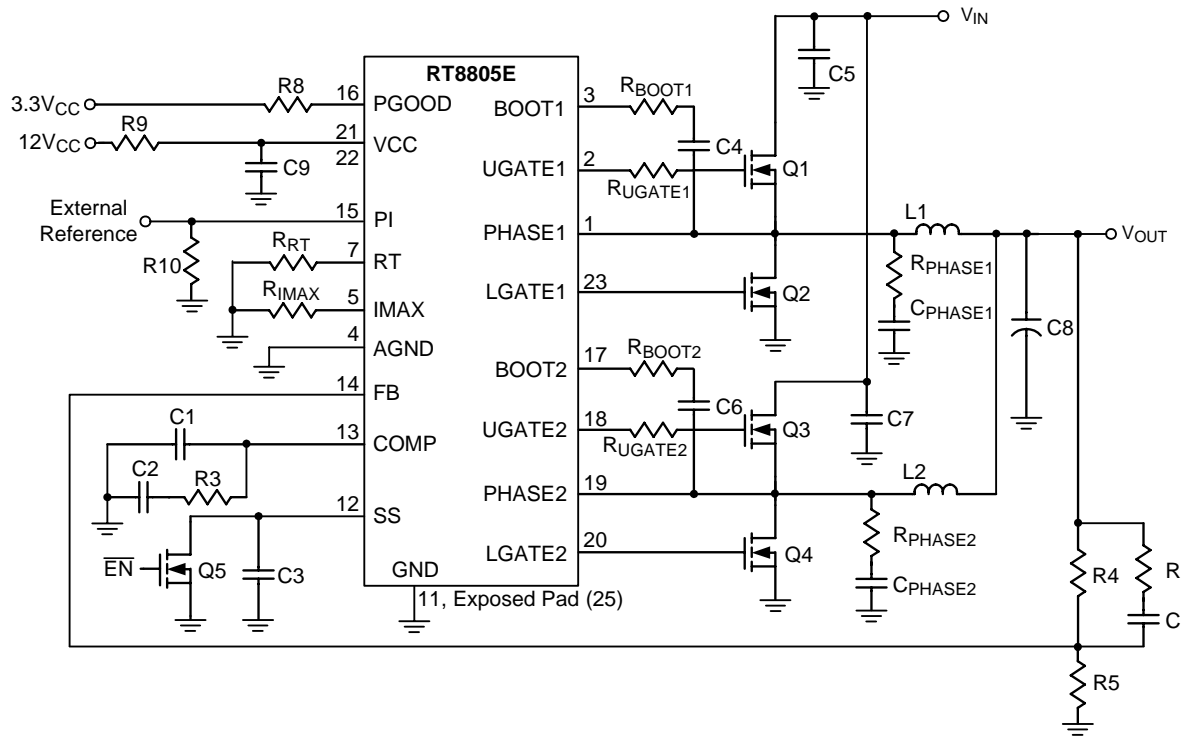 V_IN
RT8805E
C5
R8
R_BOOT1
3.3V_CC
16
PGOOD
BOOT1
3
R9
C4
12V_CC
21
VCC
22
UGATE1
2
Q1
C9
R_UGATE1
External
Reference
15
PI
PHASE1
1
L1
V_OUT
R10
R_RT
7
RT
R_PHASE1
R_IMAX
5
IMAX
LGATE1
23
Q2
C_PHASE1
C8
4
AGND
BOOT2
17
R_BOOT2
14
FB
C6
C7
C1
13
COMP
UGATE2
18
Q3
R_UGATE2
C2
R3
L2
12
SS
PHASE2
19
R_PHASE2
EN
Q5
C3
LGATE2
20
Q4
R4
R
GND
C_PHASE2
11, Exposed Pad (25)
C
R5